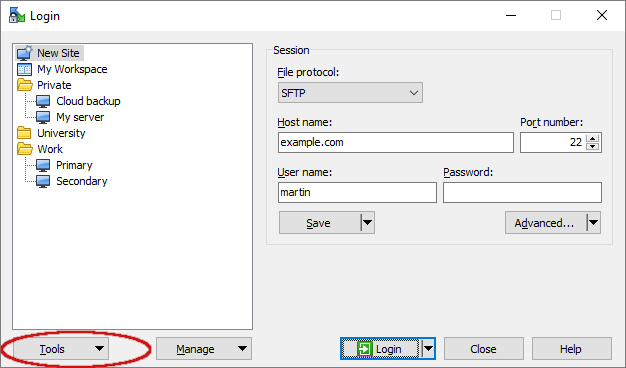 Login
New Site
My Workspace
Private
Cloud backup
My server
University
Work
Primary
Secondary
Session
File protocol:
SFTP
Host name:
Port number:
example.com
22
User name:
Password:
martin
Save
Advanced...
Tools
Manage
Login
Close
Help